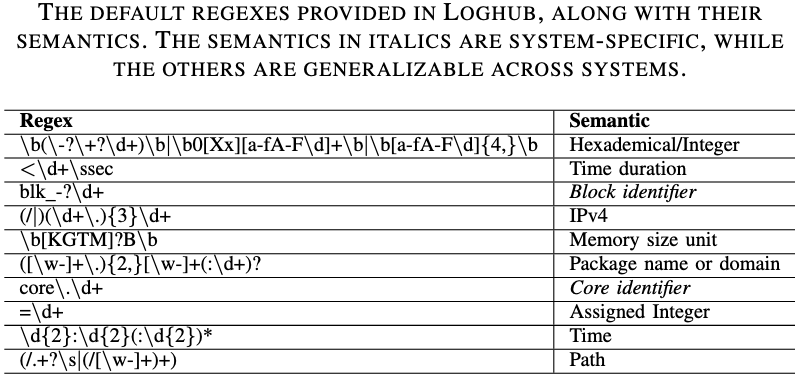 THE DEFAULT REGEXES PROVIDED IN LOGHUB, ALONG WITH THEIR
SEMANTICS. THE SEMANTICS IN ITALICS ARE SYSTEM-SPECIFIC, WHILE
THE OTHERS ARE GENERALIZABLE ACROSS SYSTEMS.
Regex Semantic
\b(\-?\+?\d+)\b|\b0[Xx][a-fA-F\d]+\b|\b[a-fA-F\d]{4,}\b Hexademical/Integer
<\d+\ssec Time duration
blk_-?\d+ Block identifier
(/|)(\d+\.){3}\d+ IPv4
\b[KGTM]?B\b Memory size unit
([\w-]+\.){2,}[\w-]+(:\d+)? Package name or domain
core\.\d+ Core identifier
=\d+ Assigned Integer
\d{2}:\d{2}(:\d{2})* Time
(/.+?\s|(/[\w-]+)+) Path